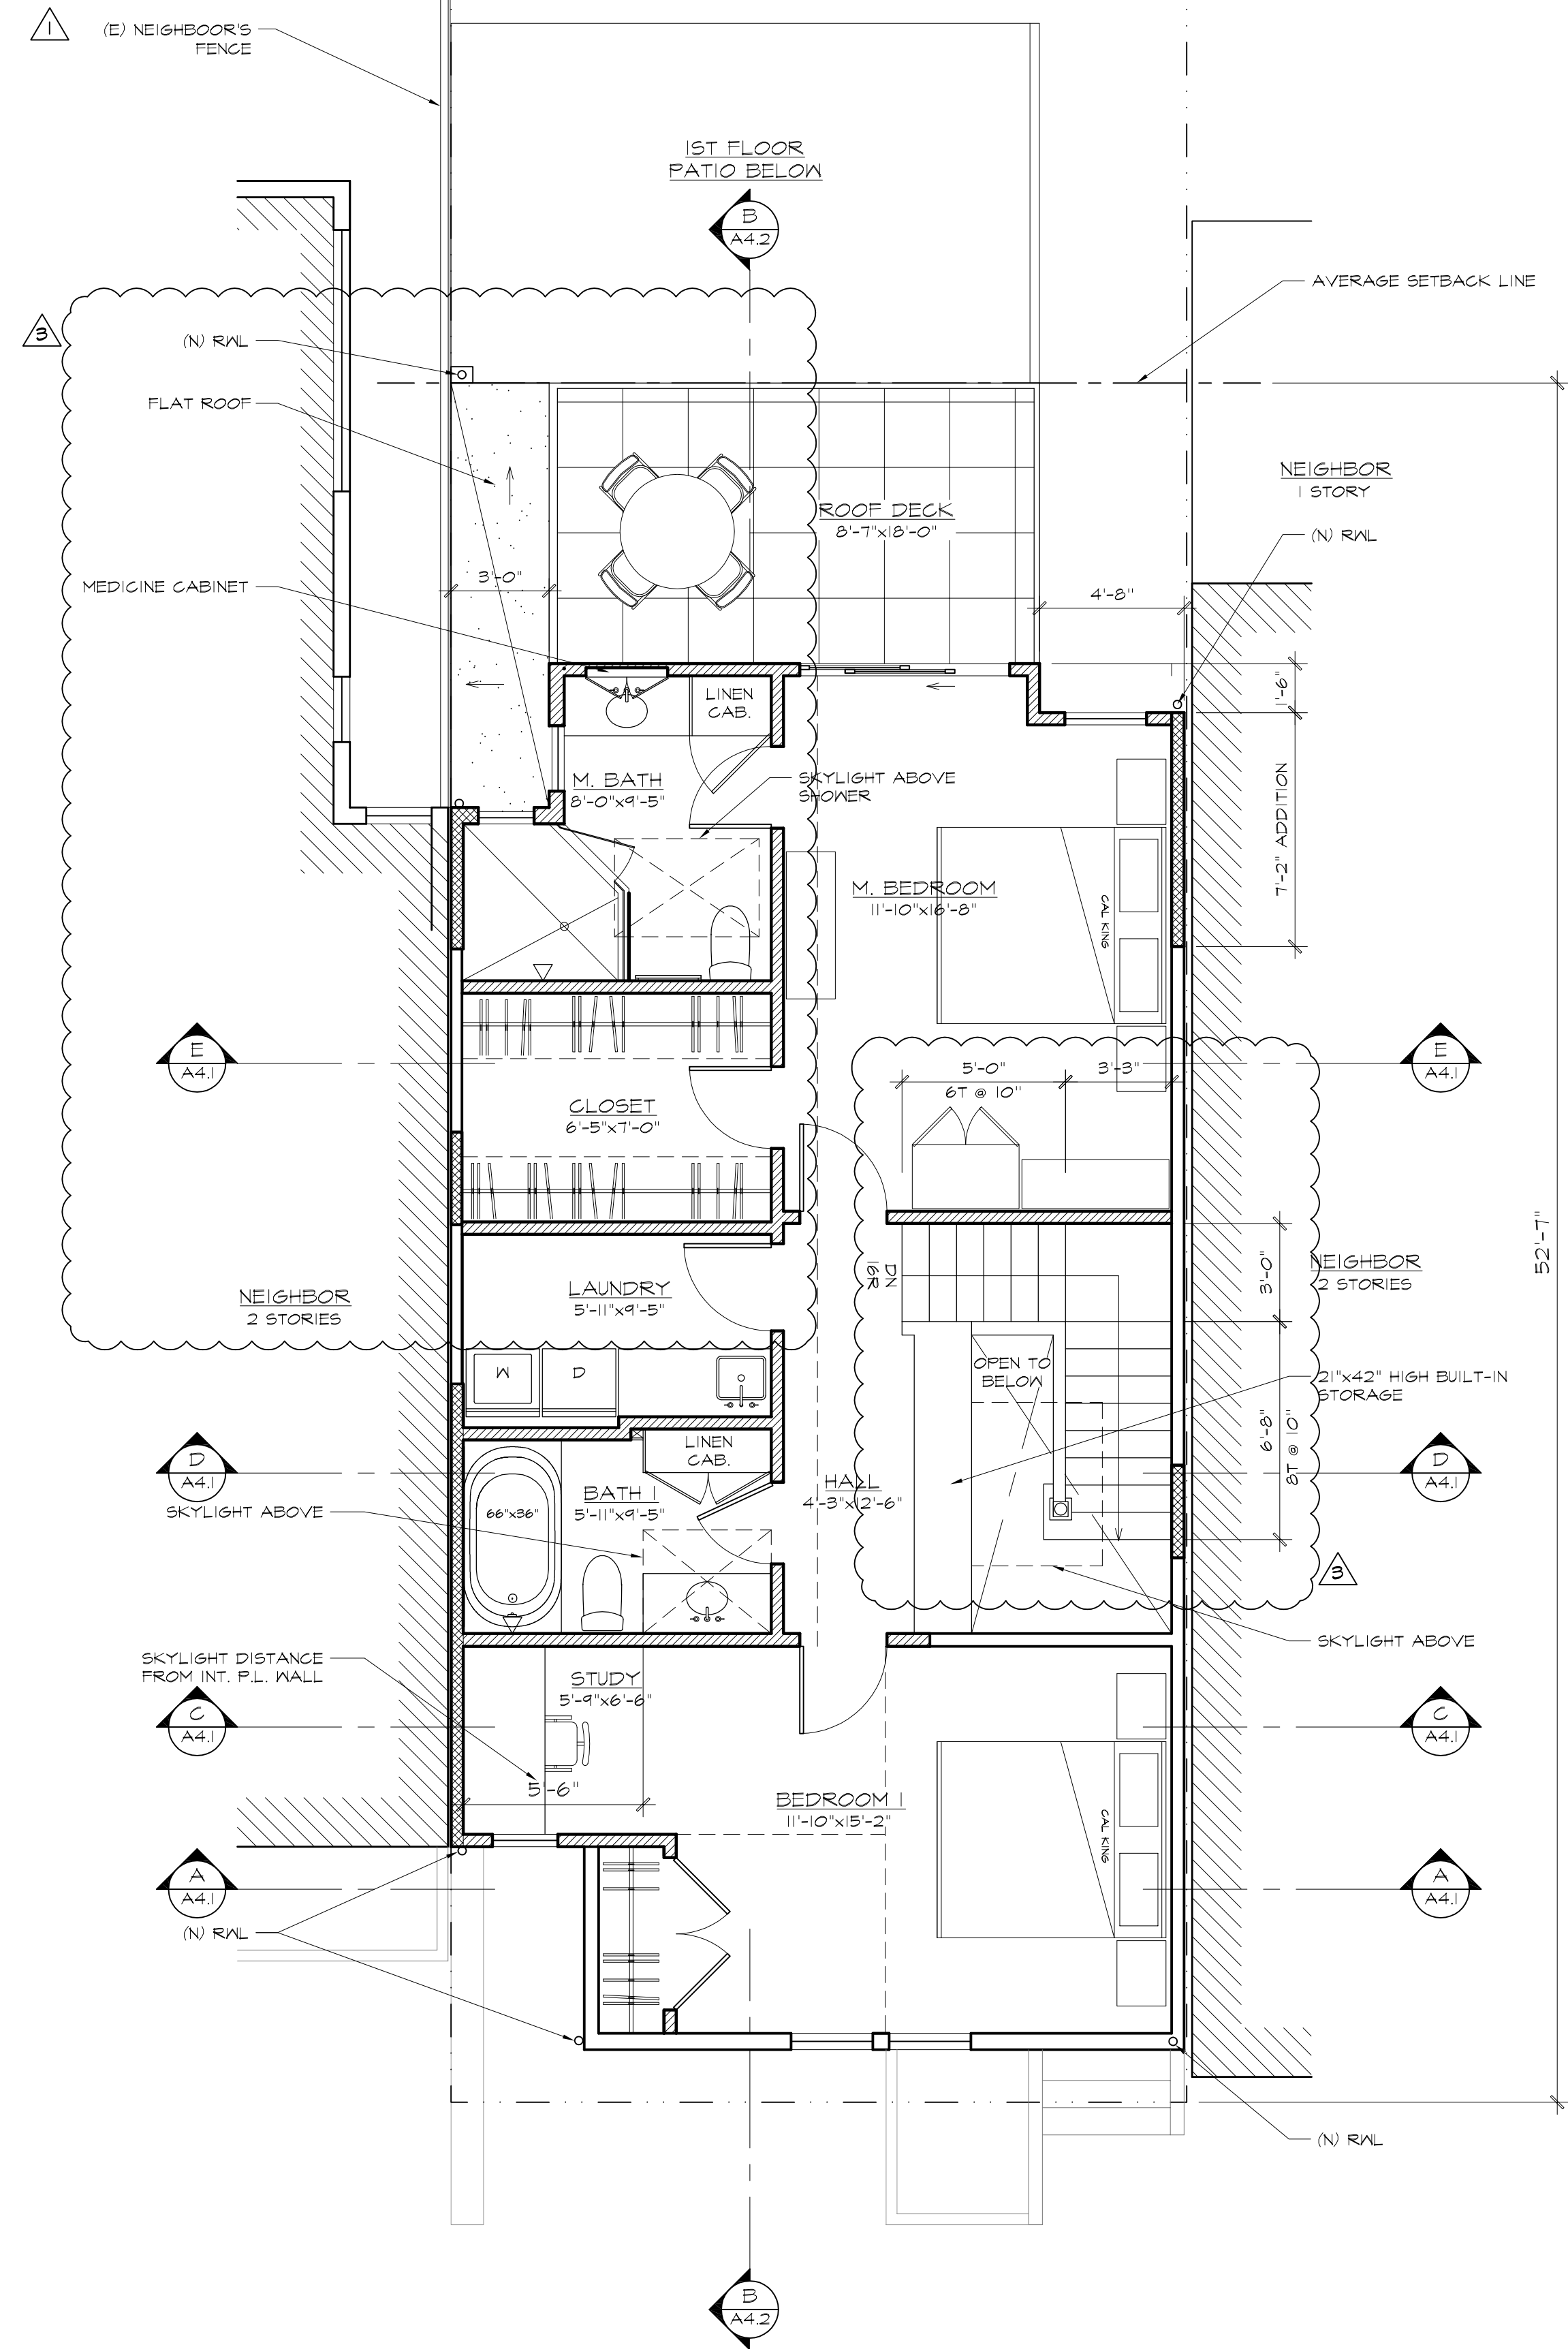 1
(E) NEIGHBOOR'S
FENCE
1ST FLOOR
PATIO BELOW
B
A4.2
AVERAGE SETBACK LINE
3
(N) RWL
FLAT ROOF
NEIGHBOR
1 STORY
ROOF DECK
8'-7"x18'-0"
(N) RWL
3'-0"
MEDICINE CABINET
4'-8"
1'-6"
LINEN
CAB.
M. BATH
8'-0"x9'-5"
SKYLIGHT ABOVE
SHOWER
7'-2" ADDITION
M. BEDROOM
11'-10"x16'-8"
CAL KING
E
A4.1
E
A4.1
5'-0"
3'-3"
6T @ 10"
CLOSET
6'-5"x7'-0"
52'-7"
NEIGHBOR
2 STORIES
LAUNDRY
5'-11"x9'-5"
DN
16R
3'-0"
NEIGHBOR
2 STORIES
W
D
OPEN TO
BELOW
21"x42" HIGH BUILT-IN
STORAGE
6'-8"
8T @ 10"
LINEN
CAB.
D
A4.1
D
A4.1
HALL
4'-3"x12'-6"
BATH 1
5'-11"x9'-5"
66"x36"
SKYLIGHT ABOVE
3
SKYLIGHT ABOVE
SKYLIGHT DISTANCE
FROM INT. P.L. WALL
STUDY
5'-9"x6'-6"
C
A4.1
C
A4.1
5'-6"
BEDROOM 1
11'-10"x15'-2"
CAL KING
A
A4.1
A
A4.1
(N) RWL
(N) RWL
B
A4.2